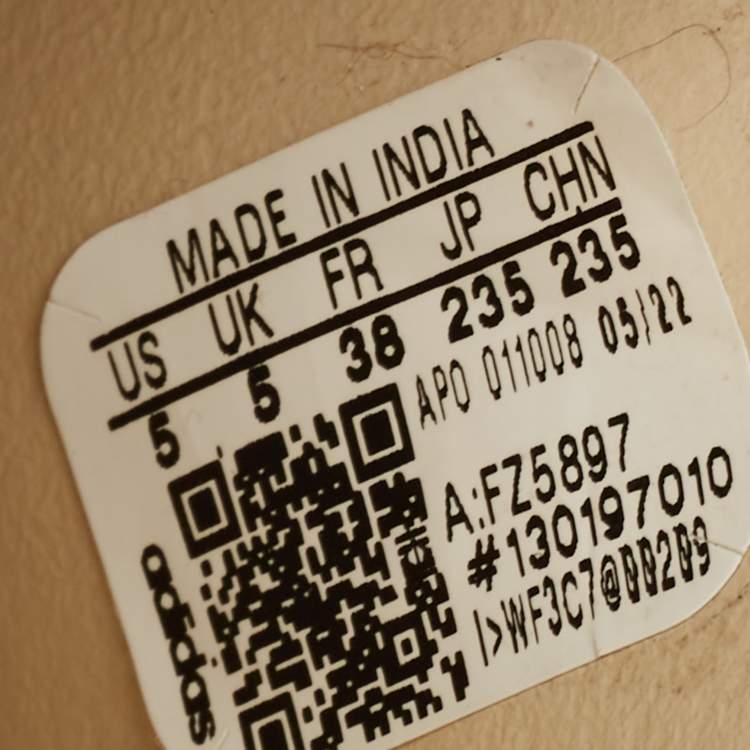 MADE IN INDIA
US UK FR JP CHN
5 5 38 235 235
APO 011008 05/22
A:FZ5897
#130197010
adidas